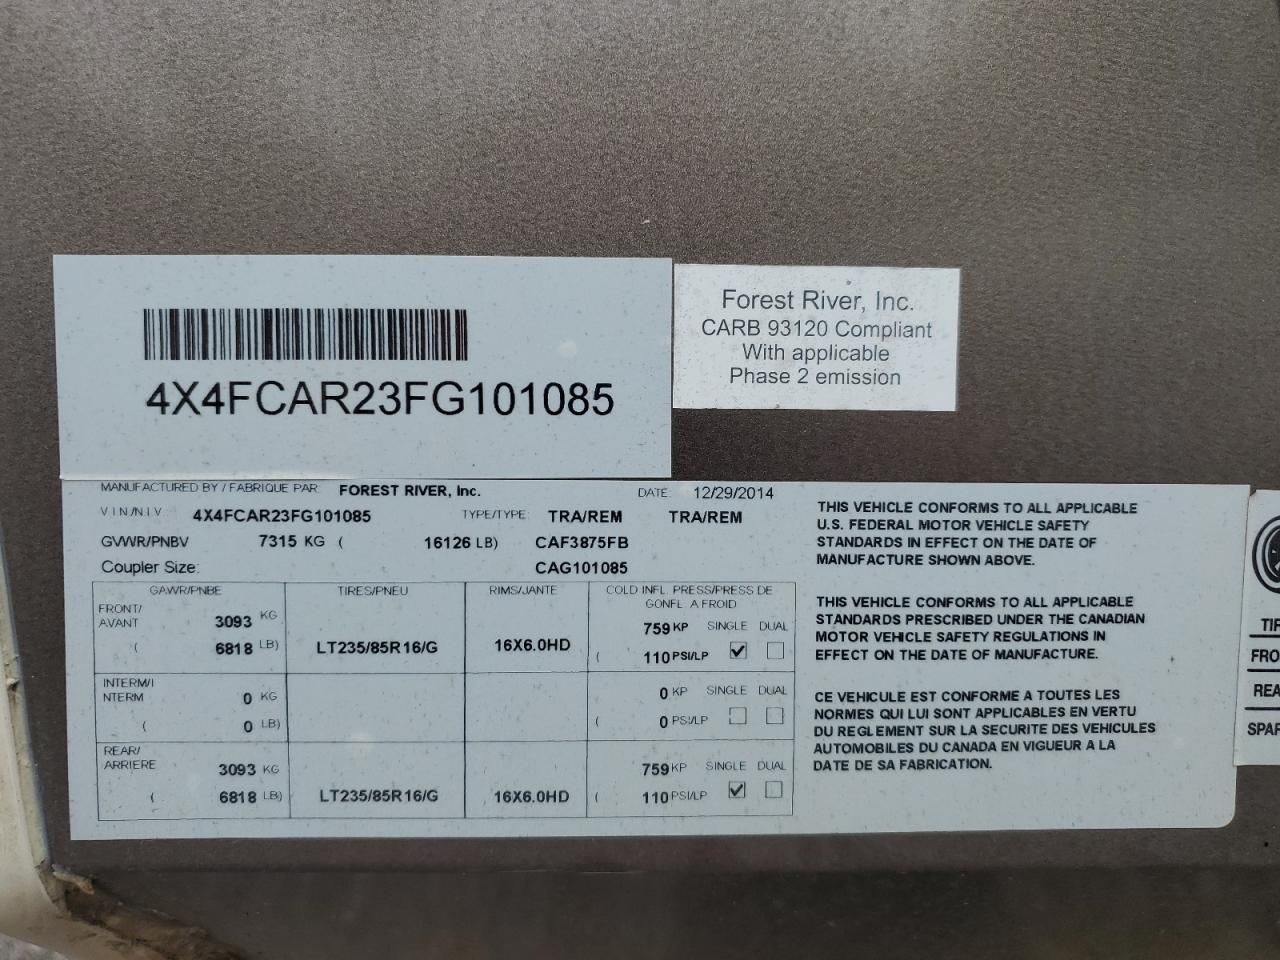 4X4FCAR23FG101085
Forest River, Inc.
CARB 93120 Compliant
With applicable
Phase 2 emission
MANUFACTURED BY / FABRIQUE PAR: FOREST RIVER, Inc. DATE: 12/29/2014
V I N /N I V: 4X4FCAR23FG101085 TYPE/TYPE: TRA/REM TRA/REM
GVWR/PNBV 7315 KG ( 16126 LB) CAF3875FB
Coupler Size: CAG101085
GAWR/PNBE TIRES/PNEU RIMS/JANTE COLD INFL. PRESS/PRESS DE
GONFL. A FROID
FRONT/
AVANT 3093 KG 759 KP SINGLE DUAL
( 6818 LB) LT235/85R16/G 16X6.0HD ( 110 PSI/LP
INTERM/I
NTERM 0 KG 0 KP SINGLE DUAL
( 0 LB) ( 0 PSI/LP
REAR/
ARRIERE 3093 KG 759 KP SINGLE DUAL
( 6818 LB) LT235/85R16/G 16X6.0HD ( 110 PSI/LP
THIS VEHICLE CONFORMS TO ALL APPLICABLE
U.S. FEDERAL MOTOR VEHICLE SAFETY
STANDARDS IN EFFECT ON THE DATE OF
MANUFACTURE SHOWN ABOVE.
THIS VEHICLE CONFORMS TO ALL APPLICABLE
STANDARDS PRESCRIBED UNDER THE CANADIAN
MOTOR VEHICLE SAFETY REGULATIONS IN
EFFECT ON THE DATE OF MANUFACTURE.
CE VEHICULE EST CONFORME A TOUTES LES
NORMES QUI LUI SONT APPLICABLES EN VERTU
DU REGLEMENT SUR LA SECURITE DES VEHICULES
AUTOMOBILES DU CANADA EN VIGUEUR A LA
DATE DE SA FABRICATION.
TIR
FRO
REA
SPAR